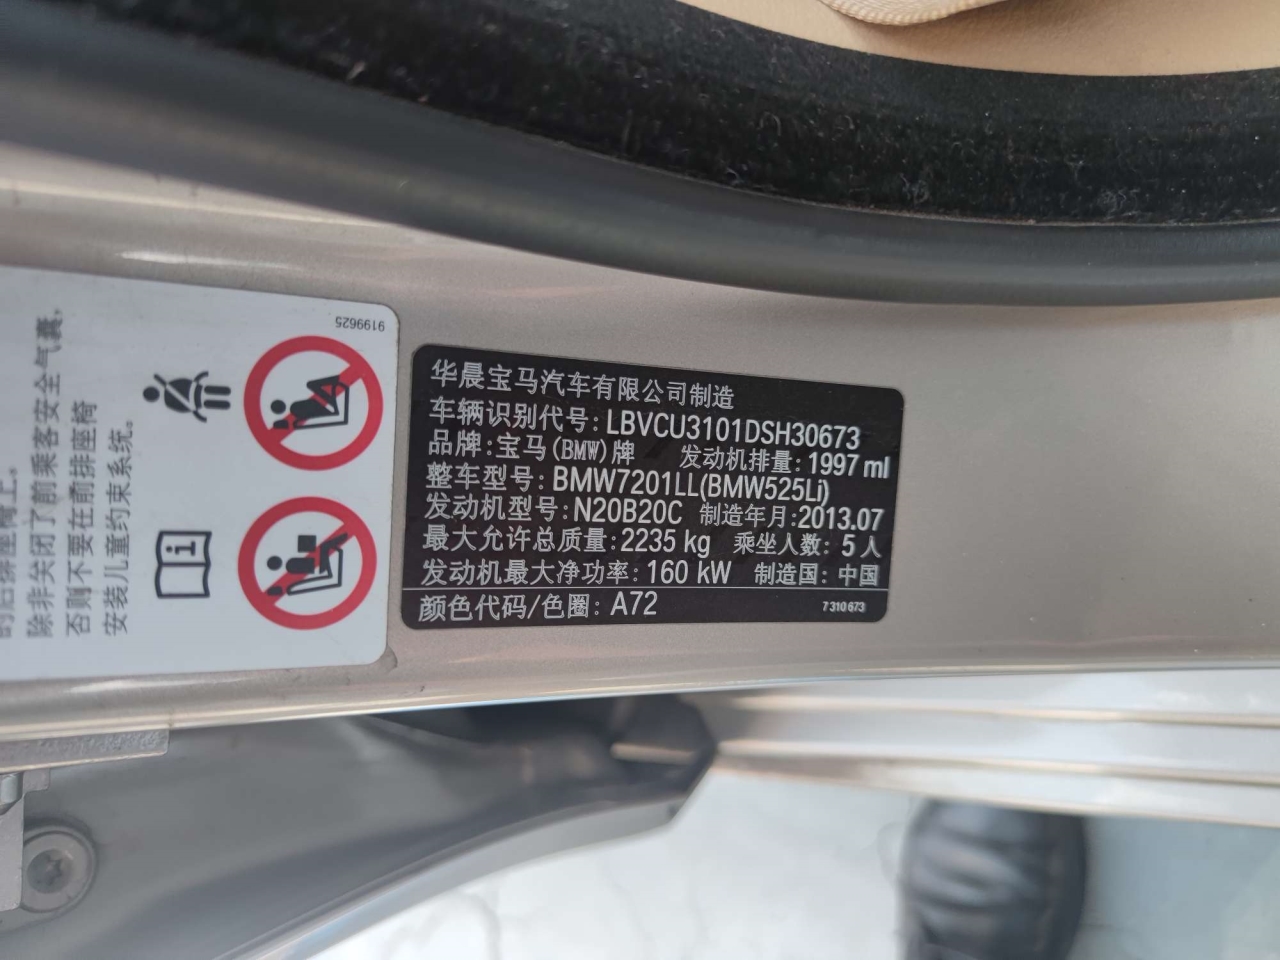 华晨宝马汽车有限公司制造
车辆识别代号: LBVCU3101DSH30673
品牌: 宝马(BMW)牌 发动机排量: 1997 ml
整车型号: BMW7201LL(BMW525Li)
发动机型号: N20B20C 制造年月: 2013.07
最大允许总质量: 2235 kg 乘坐人数: 5 人
发动机最大净功率: 160 kW 制造国: 中国
颜色代码/色圈: A72 7 310 673
9199625
除非关闭了前乘客安全气囊,
否则不要在前排座椅
安装儿童约束系统。